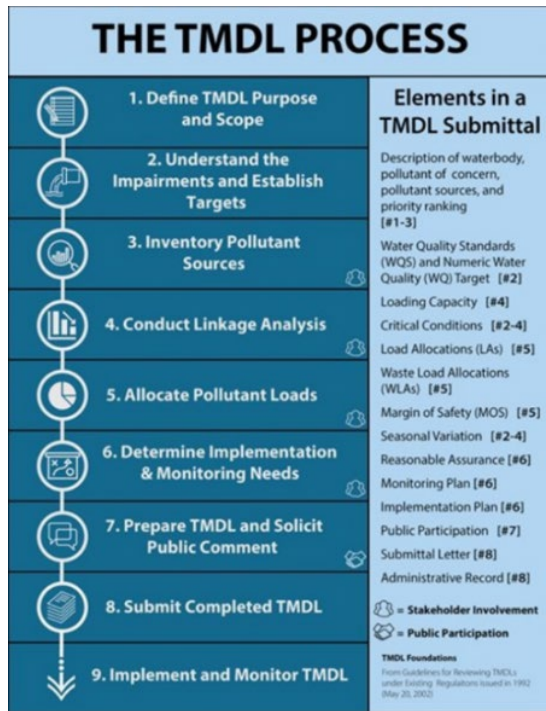 THE TMDL PROCESS
1. Define TMDL Purpose
and Scope
2. Understand the
Impairments and Establish
Targets
3. Inventory Pollutant
Sources
4. Conduct Linkage Analysis
5. Allocate Pollutant Loads
6. Determine Implementation
& Monitoring Needs
7. Prepare TMDL and Solicit
Public Comment
8. Submit Completed TMDL
9. Implement and Monitor TMDL
Elements in a
TMDL Submittal
Description of waterbody,
pollutant of concern,
pollutant sources, and
priority ranking
[#1-3]
Water Quality Standards
(WQS) and Numeric Water
Quality (WQ) Target [#2]
Loading Capacity [#4]
Critical Conditions [#2-4]
Load Allocations (LAs) [#5]
Waste Load Allocations
(WLAs) [#5]
Margin of Safety (MOS) [#5]
Seasonal Variation [#2-4]
Reasonable Assurance [#6]
Monitoring Plan [#6]
Implementation Plan [#6]
Public Participation [#7]
Submittal Letter [#8]
Administrative Record [#8]
= Stakeholder Involvement
= Public Participation
TMDL Foundations
From Guidelines for Reviewing TMDLs
under Existing Regulations issued in 1992
(May 20, 2002)